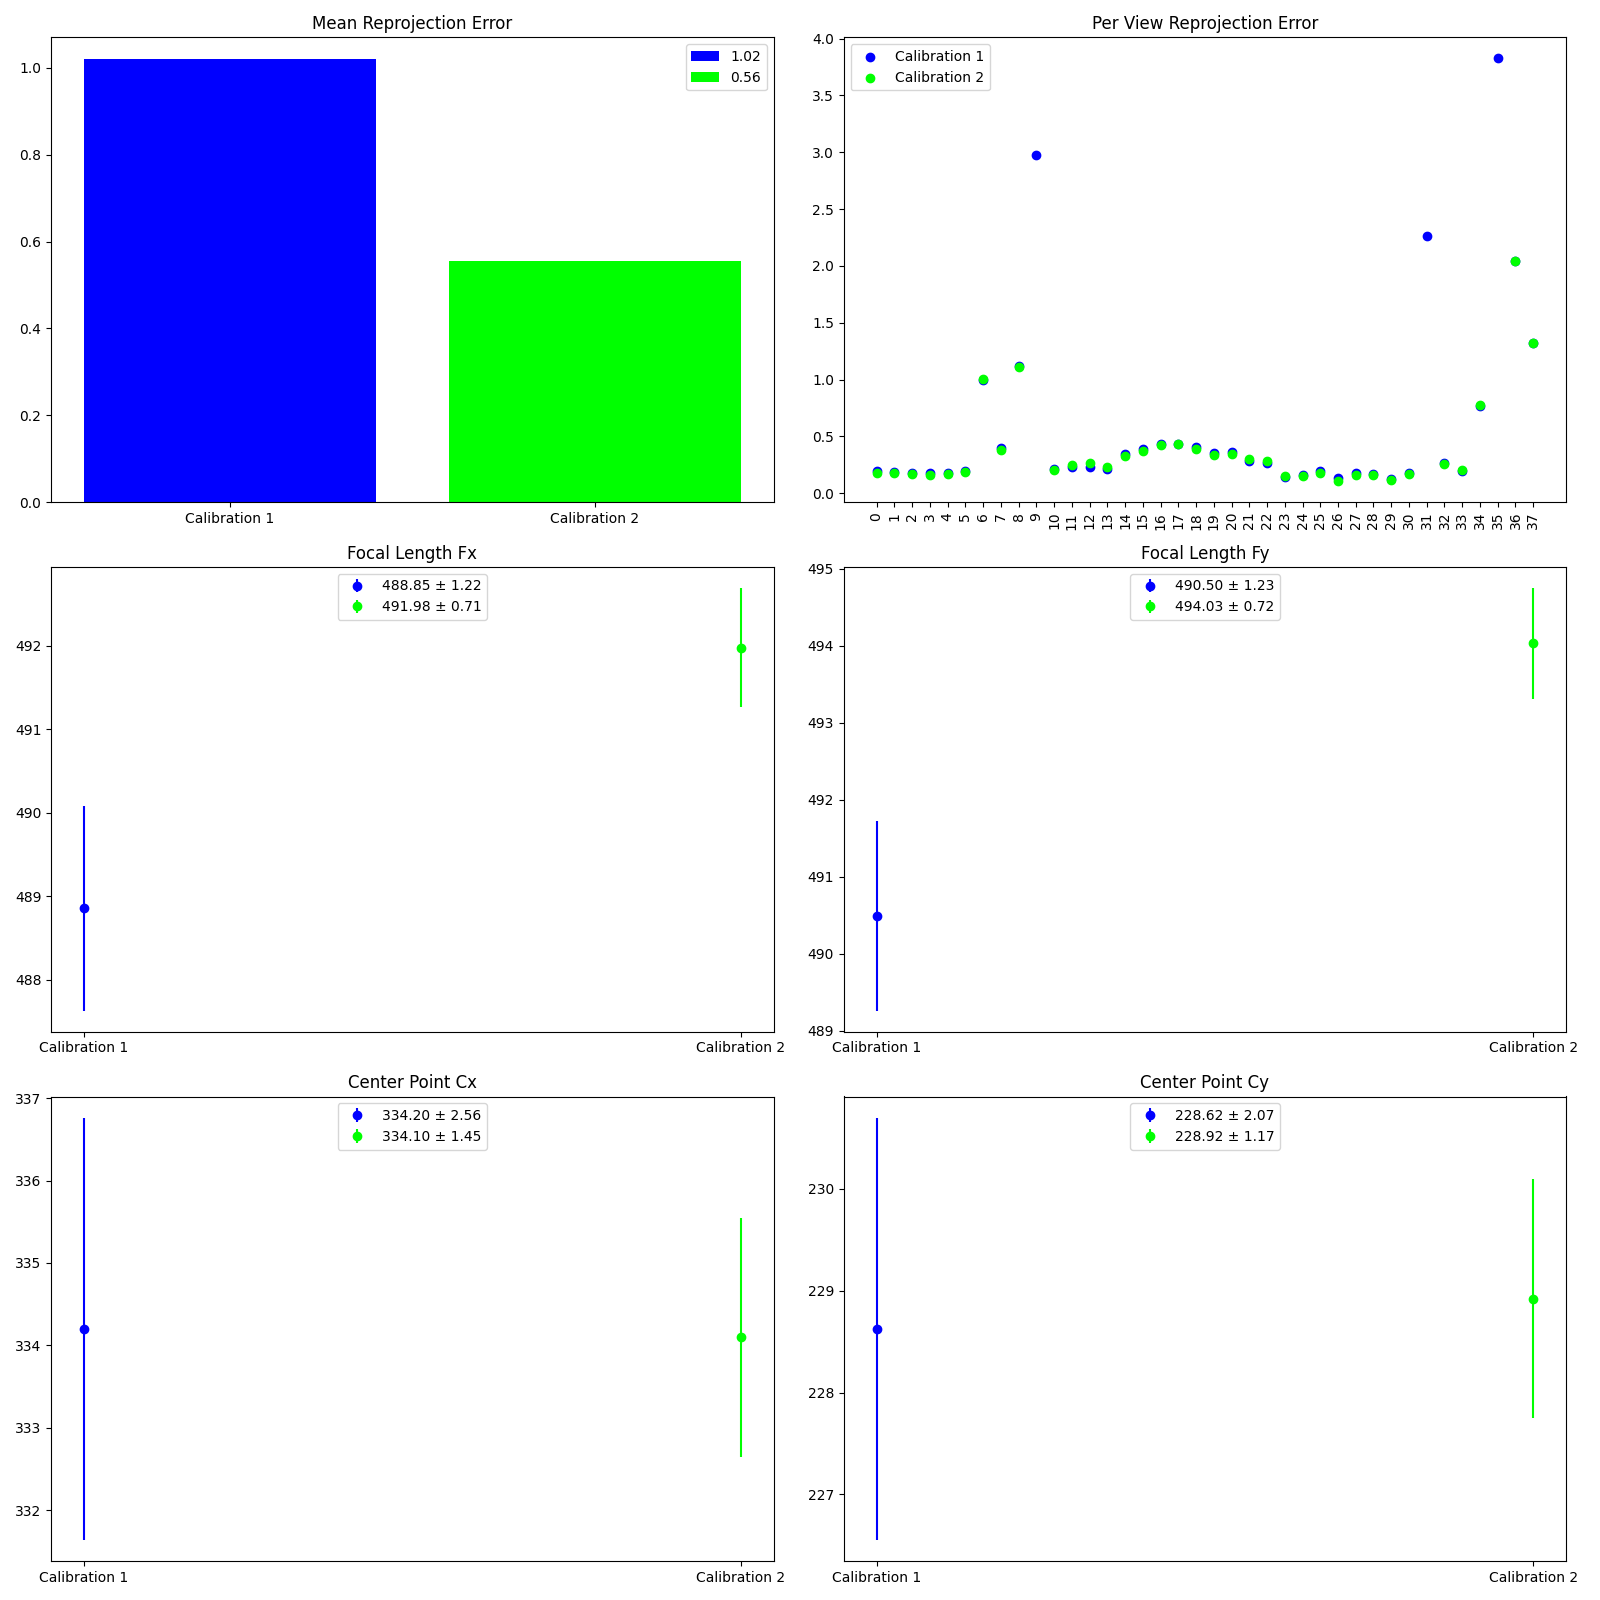 Mean Reprojection Error
1.02
0.56
1.0
0.8
0.6
0.4
0.2
0.0
Calibration 1 Calibration 2
Per View Reprojection Error
Calibration 1
Calibration 2
4.0
3.5
3.0
2.5
2.0
1.5
1.0
0.5
0.0
0 1 2 3 4 5 6 7 8 9 10 11 12 13 14 15 16 17 18 19 20 21 22 23 24 25 26 27 28 29 30 31 32 33 34 35 36 37
Focal Length Fx
488.85 ± 1.22
491.98 ± 0.71
492
491
490
489
488
Calibration 1 Calibration 2
Focal Length Fy
490.50 ± 1.23
494.03 ± 0.72
495
494
493
492
491
490
489
Calibration 1 Calibration 2
Center Point Cx
334.20 ± 2.56
334.10 ± 1.45
337
336
335
334
333
332
Calibration 1 Calibration 2
Center Point Cy
228.62 ± 2.07
228.92 ± 1.17
230
229
228
227
Calibration 1 Calibration 2